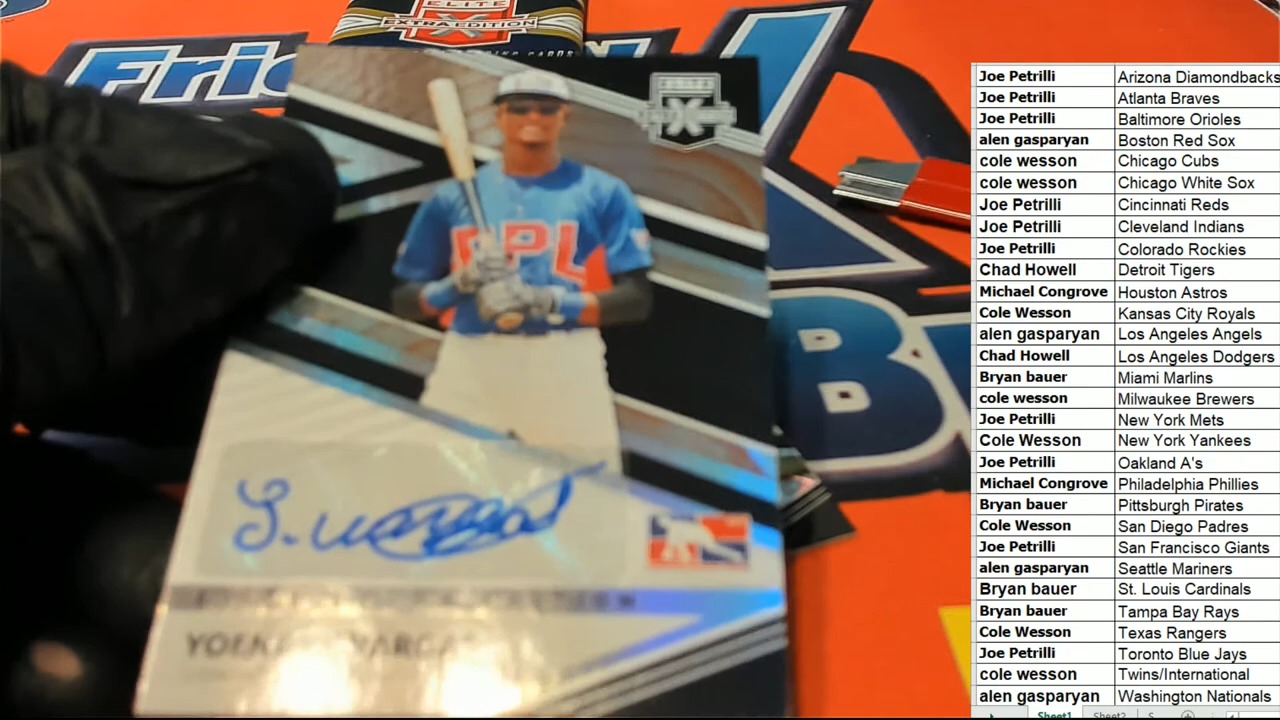 ELITE
EXTRA EDITION
Fric
B
X
Joe Petrilli Arizona Diamondbacks
Joe Petrilli Atlanta Braves
Joe Petrilli Baltimore Orioles
alen gasparyan Boston Red Sox
cole wesson Chicago Cubs
cole wesson Chicago White Sox
Joe Petrilli Cincinnati Reds
Joe Petrilli Cleveland Indians
Joe Petrilli Colorado Rockies
Chad Howell Detroit Tigers
Michael Congrove Houston Astros
Cole Wesson Kansas City Royals
alen gasparyan Los Angeles Angels
Chad Howell Los Angeles Dodgers
Bryan bauer Miami Marlins
cole wesson Milwaukee Brewers
Joe Petrilli New York Mets
Cole Wesson New York Yankees
Joe Petrilli Oakland A's
Michael Congrove Philadelphia Phillies
Bryan bauer Pittsburgh Pirates
Cole Wesson San Diego Padres
Joe Petrilli San Francisco Giants
alen gasparyan Seattle Mariners
Bryan bauer St. Louis Cardinals
Bryan bauer Tampa Bay Rays
Cole Wesson Texas Rangers
Joe Petrilli Toronto Blue Jays
cole wesson Twins/International
alen gasparyan Washington Nationals
Sheet1 Sheet2 S